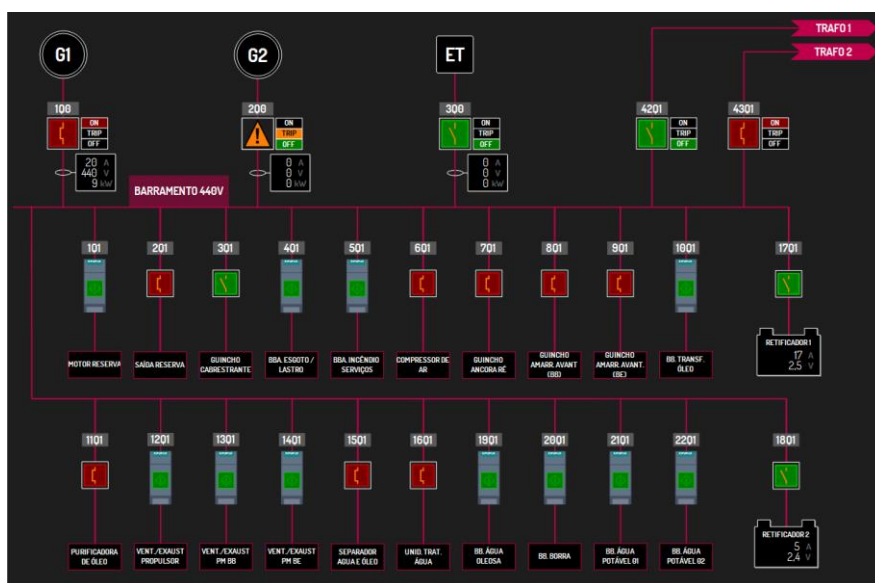 TRAFO 1
TRAFO 2
G1
G2
ET
100
200
300
4201
4301
ON
TRIP
OFF
ON
TRIP
OFF
ON
TRIP
OFF
ON
TRIP
OFF
ON
TRIP
OFF
20 A
440 V
9 kW
0 A
0 V
0 kW
0 A
0 V
0 kW
BARRAMENTO 440V
101
201
301
401
501
601
701
801
901
1001
1701
MOTOR RESERVA
SAÍDA RESERVA
GUINCHO
CABRESTRANTE
BBA. ESGOTO /
LASTRO
BBA. INCÊNDIO
SERVIÇOS
COMPRESSOR DE
AR
GUINCHO
ANCORA RÉ
GUINCHO
AMARR. AVANT
(BB)
GUINCHO
AMARR. AVANT.
(BE)
BB. TRANSF.
ÓLEO
RETIFICADOR 1
17 A
2,5 V
1101
1201
1301
1401
1501
1601
1901
2001
2101
2201
1801
PURIFICADORA
DE ÓLEO
VENT./EXAUST
PROPULSOR
VENT./EXAUST
PM BB
VENT./EXAUST
PM BE
SEPARADOR
AGUA E ÓLEO
UNID. TRAT.
ÁGUA
BB. ÁGUA
OLEOSA
BB. BORRA
BB. ÁGUA
POTÁVEL 01
BB. ÁGUA
POTÁVEL 02
RETIFICADOR 2
5 A
2,4 V